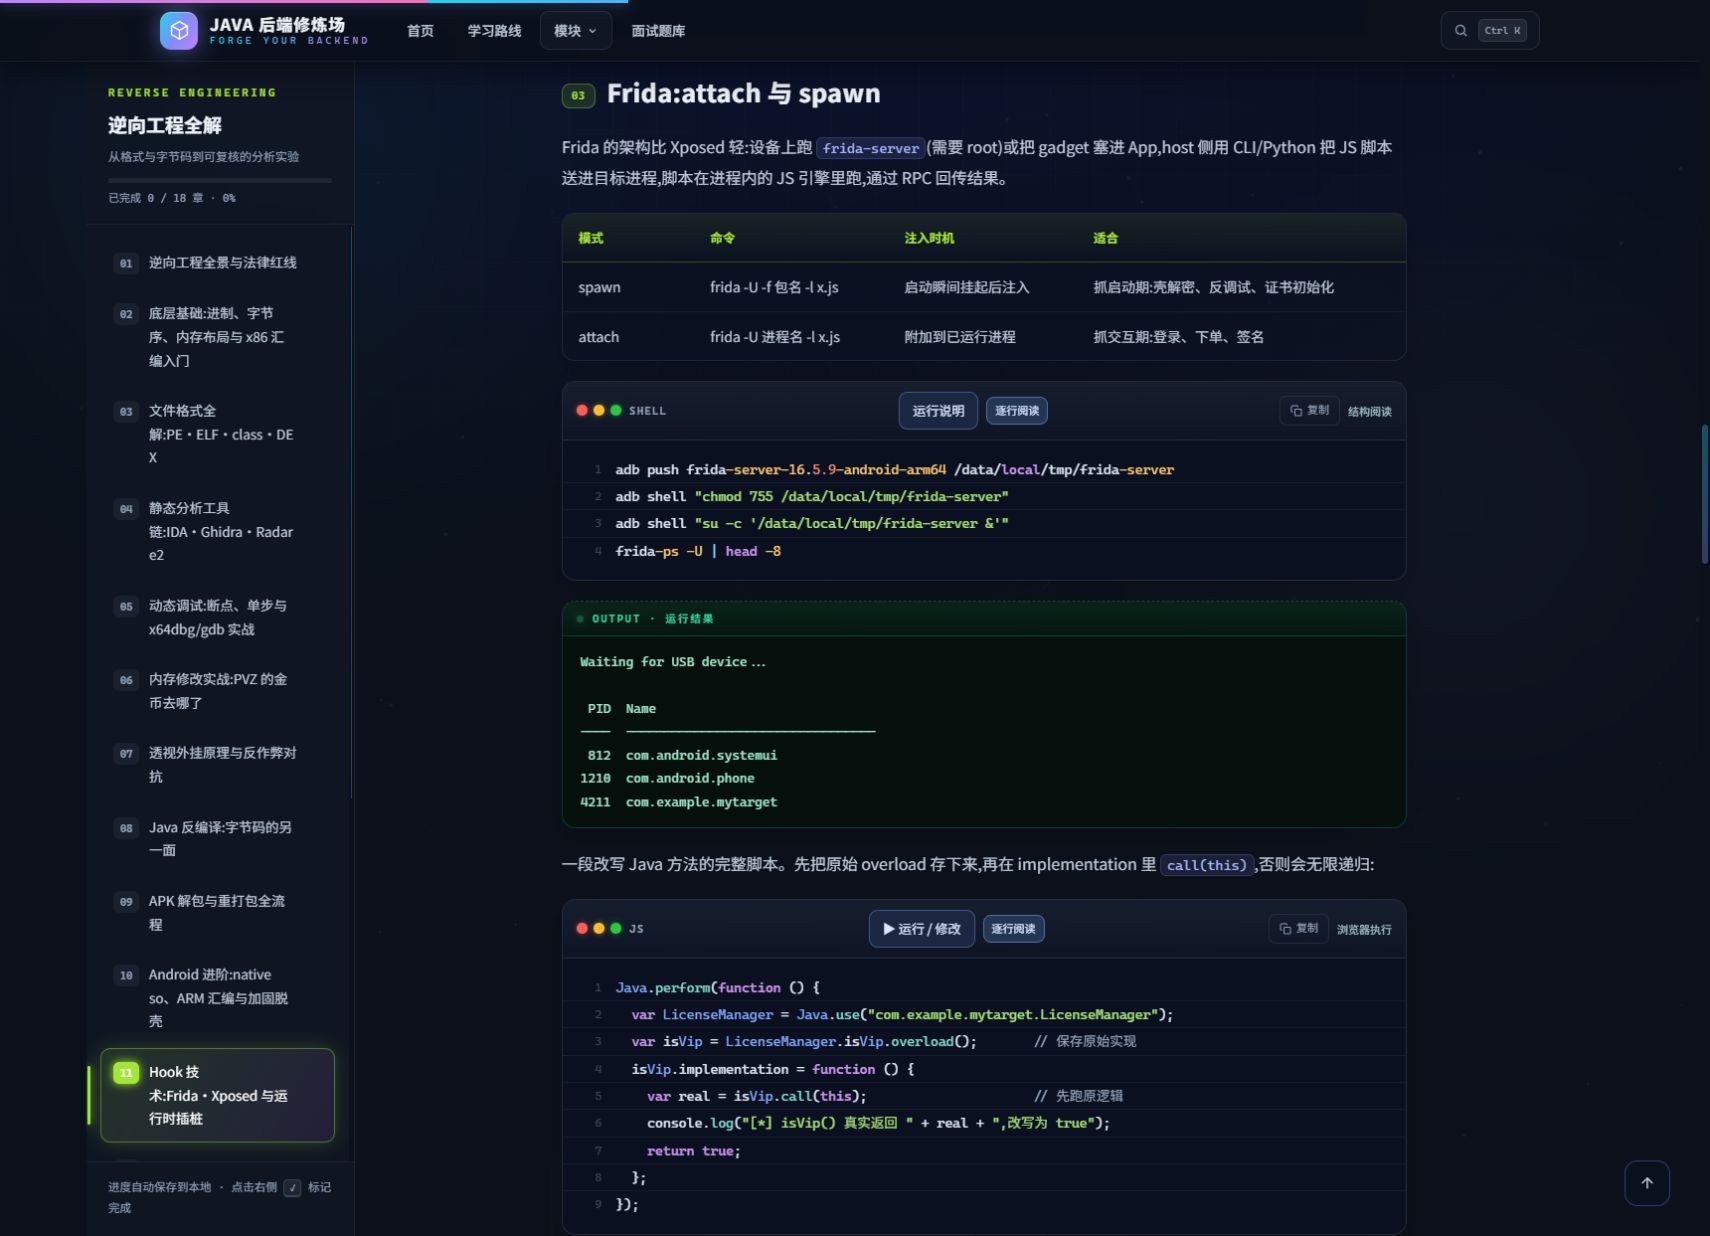 JAVA 后端修炼场
FORGE YOUR BACKEND
首页
学习路线
模块
面试题库
Ctrl K
REVERSE ENGINEERING
逆向工程全解
从格式与字节码到可复核的分析实验
已完成 0 / 18 章 · 0%
01 逆向工程全景与法律红线
02 底层基础:进制、字节
序、内存布局与 x86 汇
编入门
03 文件格式全
解:PE・ELF・class・DE
X
04 静态分析工具
链:IDA・Ghidra・Radar
e2
05 动态调试:断点、单步与
x64dbg/gdb 实战
06 内存修改实战:PVZ 的金
币去哪了
07 透视外挂原理与反作弊对
抗
08 Java 反编译:字节码的另
一面
09 APK 解包与重打包全流
程
10 Android 进阶:native
so、ARM 汇编与加固脱
壳
11 Hook 技
术:Frida・Xposed 与运
行时插桩
进度自动保存到本地 · 点击右侧 ✓ 标记
完成
03 Frida:attach 与 spawn
Frida 的架构比 Xposed 轻:设备上跑 frida-server(需要 root)或把 gadget 塞进 App,host 侧用 CLI/Python 把 JS 脚本
送进目标进程,脚本在进程内的 JS 引擎里跑,通过 RPC 回传结果。
模式 命令 注入时机 适合
spawn frida -U -f 包名 -l x.js 启动瞬间挂起后注入 抓启动期:壳解密、反调试、证书初始化
attach frida -U 进程名 -l x.js 附加到已运行进程 抓交互期:登录、下单、签名
SHELL 运行说明 逐行阅读 复制 结构阅读
1 adb push frida-server-16.5.9-android-arm64 /data/local/tmp/frida-server
2 adb shell "chmod 755 /data/local/tmp/frida-server"
3 adb shell "su -c '/data/local/tmp/frida-server &'"
4 frida-ps -U | head -8
OUTPUT · 运行结果
Waiting for USB device...
PID Name
---- ---------------------------------
812 com.android.systemui
1210 com.android.phone
4211 com.example.mytarget
一段改写 Java 方法的完整脚本。先把原始 overload 存下来,再在 implementation 里 call(this),否则会无限递归:
JS ▶ 运行 / 修改 逐行阅读 复制 浏览器执行
1 Java.perform(function () {
2 var LicenseManager = Java.use("com.example.mytarget.LicenseManager");
3 var isVip = LicenseManager.isVip.overload(); // 保存原始实现
4 isVip.implementation = function () {
5 var real = isVip.call(this); // 先跑原逻辑
6 console.log("[*] isVip() 真实返回 " + real + ",改写为 true");
7 return true;
8 };
9 });